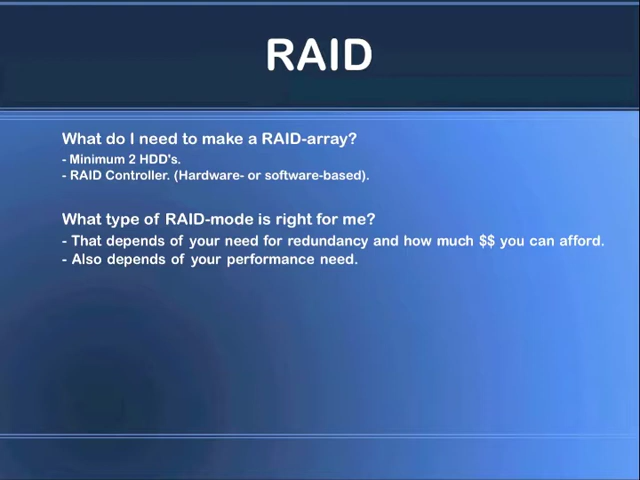 RAID
What do I need to make a RAID-array?
- Minimum 2 HDD's.
- RAID Controller. (Hardware- or software-based).
What type of RAID-mode is right for me?
- That depends of your need for redundancy and how much $$ you can afford.
- Also depends of your performance need.